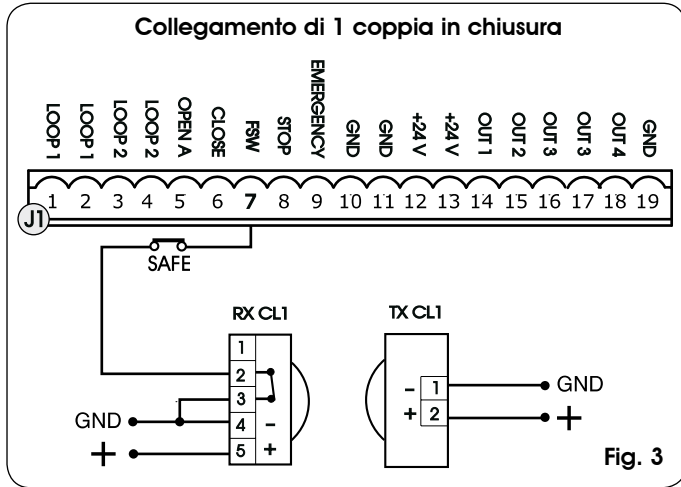 Collegamento di 1 coppia in chiusura
LOOP 1 LOOP 1 LOOP 2 LOOP 2 OPEN A CLOSE FSW STOP EMERGENCY GND GND +24 V +24 V OUT 1 OUT 2 OUT 3 OUT 3 OUT 4 GND
1 2 3 4 5 6 7 8 9 10 11 12 13 14 15 16 17 18 19
J1
SAFE
RX CL1
TX CL1
1
2
3
GND 4 -
+ 5 +
- 1 GND
+ 2 +
Fig. 3